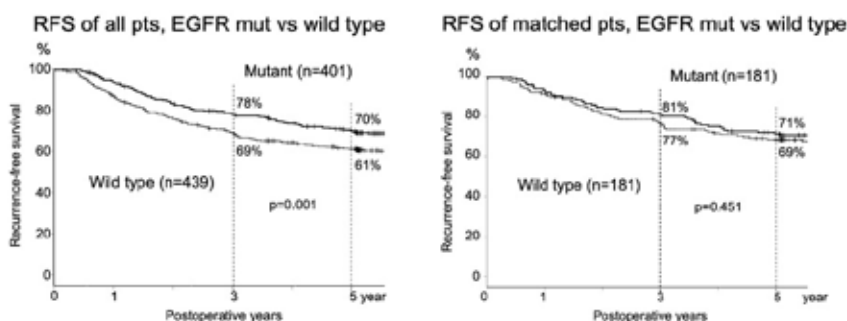 RFS of all pts, EGFR mut vs wild type
%
100
80
60
40
20
0
Recurrence-free survival
Mutant (n=401)
78%
70%
69%
61%
Wild type (n=439)
p=0.001
0
1
3
5 year
Postoperative years
RFS of matched pts, EGFR mut vs wild type
%
100
80
60
40
20
0
Recurrence-free survival
Mutant (n=181)
81%
71%
77%
69%
Wild type (n=181)
p=0.451
0
1
3
5 year
Postoperative years